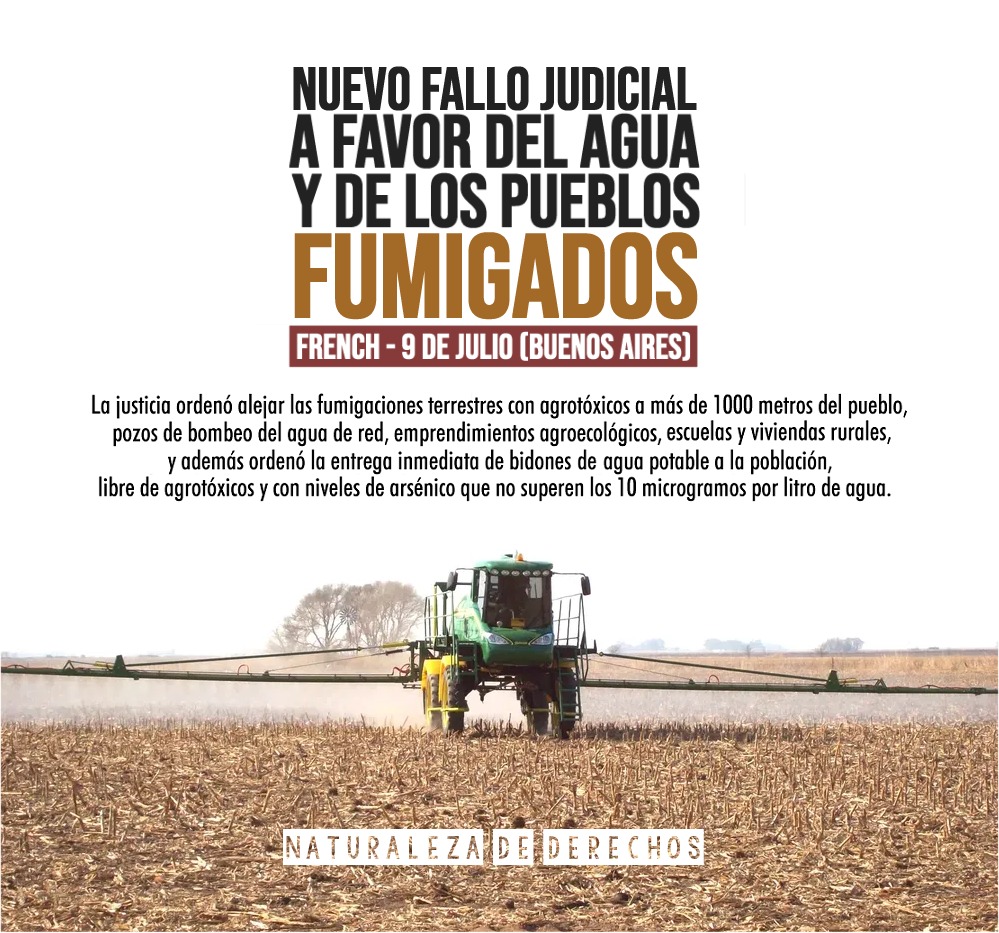 NUEVO FALLO JUDICIAL
A FAVOR DEL AGUA
Y DE LOS PUEBLOS
FUMIGADOS
FRENCH - 9 DE JULIO (BUENOS AIRES)
La justicia ordenó alejar las fumigaciones terrestres con agrotóxicos a más de 1000 metros del pueblo,
pozos de bombeo del agua de red, emprendimientos agroecológicos, escuelas y viviendas rurales,
y además ordenó la entrega inmediata de bidones de agua potable a la población,
libre de agrotóxicos y con niveles de arsénico que no superen los 10 microgramos por litro de agua.
NATURALEZA DE DERECHOS